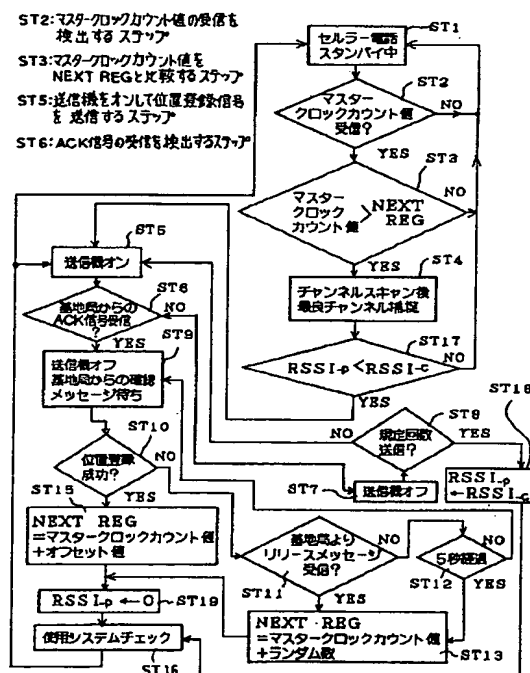 ST2:マスタークロックカウント値の受信を
検出するステップ
ST3:マスタークロックカウント値を
NEXT REGと比較するステップ
ST5:送信機をオンして位置登録信号
を送信するステップ
ST6:ACK信号の受信を検出するステップ
ST1
セルラー電話
スタンバイ中
ST2
マスター
クロックカウント値
受信?
NO
YES
ST3
マスター
クロック
カウント値
>NEXT
REG
NO
YES
ST4
チャンネルスキャン後
最良チャンネル捕捉
ST17
RSSI-p<RSSI-c
NO
YES
ST5
送信機オン
ST6
基地局からの
ACK信号受信
?
NO
YES
ST9
送信機オフ
基地局からの確認
メッセージ待ち
ST8
規定回数
送信?
NO
YES
ST7
送信機オフ
ST18
RSSI-p
←RSSI-c
ST10
位置登録
成功?
NO
YES
ST15
NEXT REG
=マスタークロックカウント値
+オフセット値
ST11
基地局より
リリースメッセージ
受信?
NO
YES
ST12
5秒経過
NO
YES
ST13
NEXT・REG
=マスタークロックカウント値
+ランダム数
RSSI-p←0
ST19
使用システムチェック
ST16